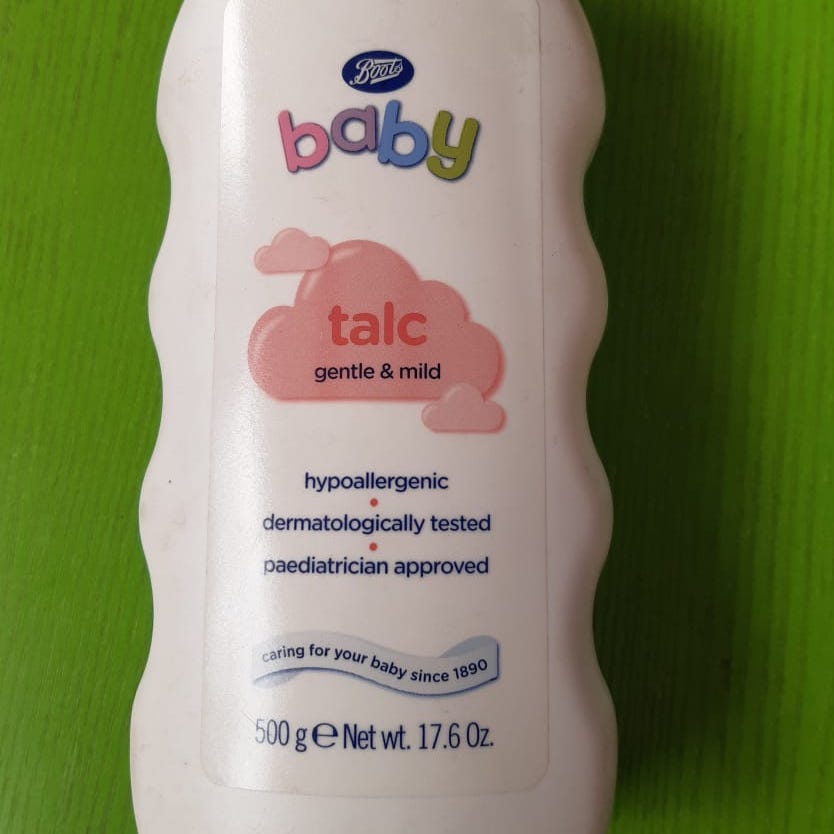 Boots
baby
talc
gentle & mild
hypoallergenic
dermatologically tested
paediatrician approved
caring for your baby since 1890
500 g ℮ Net wt. 17.6 Oz.